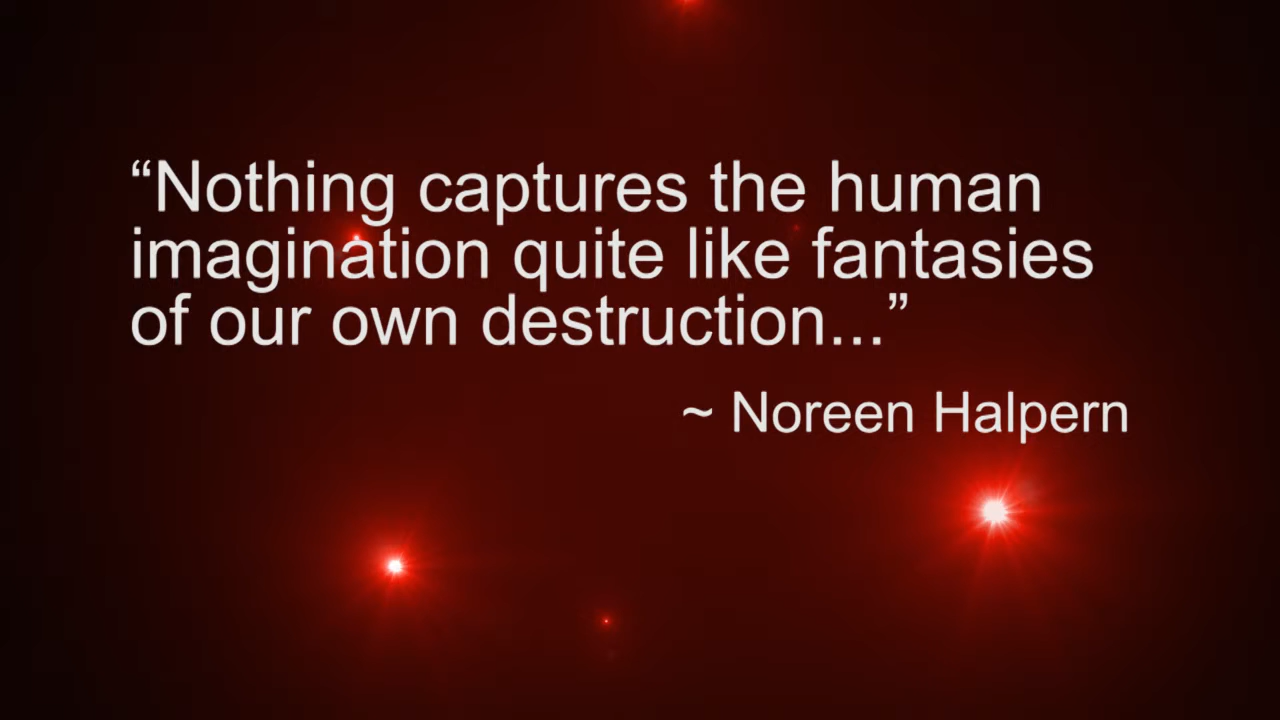 “Nothing captures the human
imagination quite like fantasies
of our own destruction...”
~ Noreen Halpern